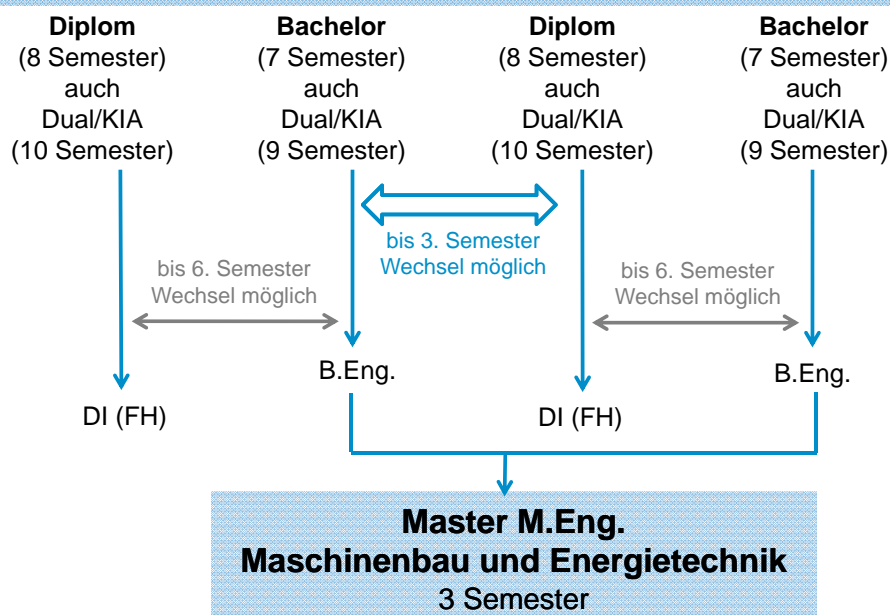 Diplom
(8 Semester)
auch
Dual/KIA
(10 Semester)
Bachelor
(7 Semester)
auch
Dual/KIA
(9 Semester)
Diplom
(8 Semester)
auch
Dual/KIA
(10 Semester)
Bachelor
(7 Semester)
auch
Dual/KIA
(9 Semester)
bis 6. Semester
Wechsel möglich
bis 3. Semester
Wechsel möglich
bis 6. Semester
Wechsel möglich
DI (FH)
B.Eng.
DI (FH)
B.Eng.
Master M.Eng.
Maschinenbau und Energietechnik
3 Semester